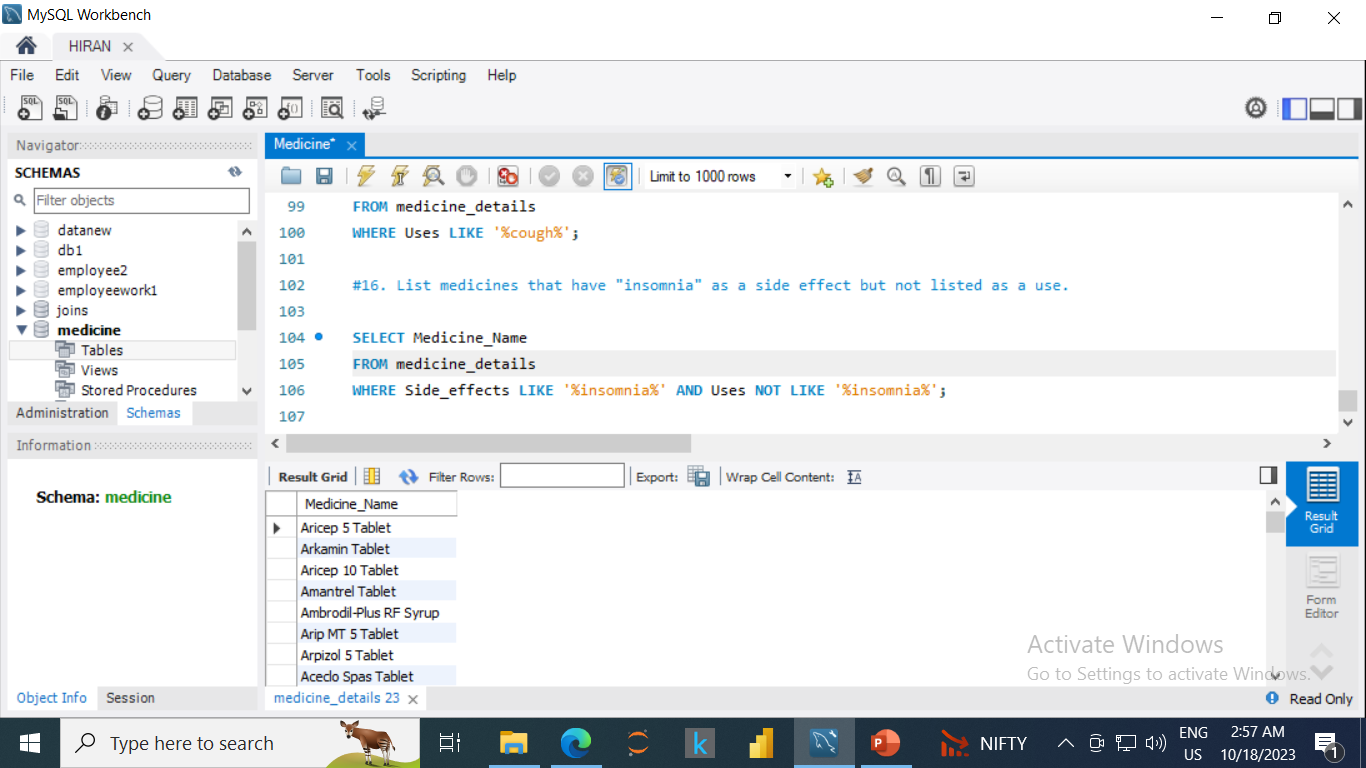 MySQL Workbench
HIRAN
File Edit View Query Database Server Tools Scripting Help
Navigator
SCHEMAS
Filter objects
datanew
db1
employee2
employeework1
joins
medicine
Tables
Views
Stored Procedures
Administration Schemas
Information
Schema: medicine
Object Info Session
Medicine*
Limit to 1000 rows
99 FROM medicine_details
100 WHERE Uses LIKE '%cough%';
101
102 #16. List medicines that have "insomnia" as a side effect but not listed as a use.
103
104 SELECT Medicine_Name
105 FROM medicine_details
106 WHERE Side_effects LIKE '%insomnia%' AND Uses NOT LIKE '%insomnia%';
107
Result Grid Filter Rows: Export: Wrap Cell Content:
Medicine_Name
Aricep 5 Tablet
Arkamin Tablet
Aricep 10 Tablet
Amantrel Tablet
Ambrodil-Plus RF Syrup
Arip MT 5 Tablet
Arpizol 5 Tablet
Aceclo Spas Tablet
Result
Grid
Form
Editor
Activate Windows
Go to Settings to activate Windows.
medicine_details 23
Read Only
Type here to search
NIFTY
ENG
US
2:57 AM
10/18/2023
1